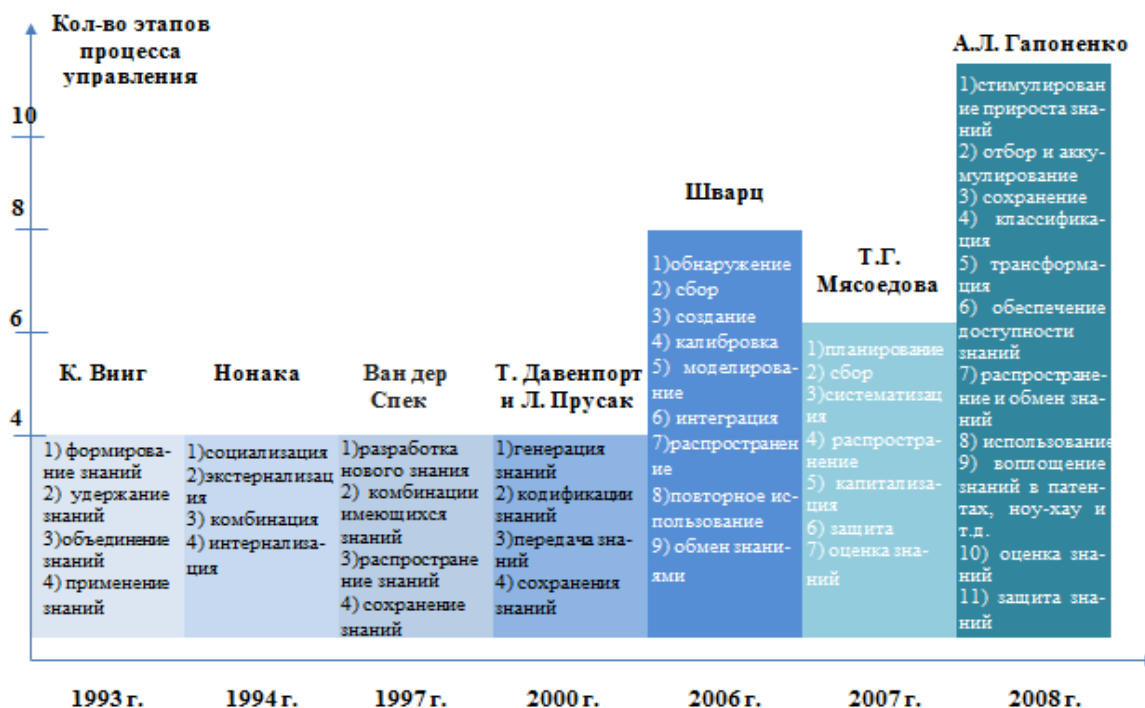 Кол-во этапов
процесса
управления
10
8
6
4
К. Вииг
1) формирова-
ние знаний
2) удержание
знаний
3)объединение
знаний
4) применение
знаний
Нонака
1)социализация
2)экстернализац
ия
3) комбинация
4) интернализа-
ция
Ван дер
Спек
1)разработка
нового знания
2) комбинации
имеющихся
знаний
3)распростране
ние знаний
4) сохранение
знаний
Т. Давенпорт
и Л. Прусак
1)генерация
знаний
2) кодификации
знаний
3)передача зна-
ний
4) сохранения
знаний
Шварц
1)обнаружение
2) сбор
3) создание
4) калибровка
5) моделирова-
ние
6) интеграция
7)распространен
ие
8)повторное ис-
пользование
9) обмен знани-
ями
Т.Г.
Мясоедова
1)планирование
2) сбор
3)систематизац
ия
4) распростра-
нение
5) капитализа-
ция
6) защита
7) оценка зна-
ний
А.Л. Гапоненко
1)стимулирован
ие прироста зна-
ний
2) отбор и акку-
мулирование
3) сохранение
4) классифика-
ция
5) трансформа-
ция
6) обеспечение
доступности
знаний
7) распростране-
ние и обмен зна-
ний
8) использование
9) воплощение
знаний в патен-
тах, ноу-хау и
т.д.
10) оценка зна-
ний
11) защита зна-
ний
1993 г.
1994 г.
1997 г.
2000 г.
2006 г.
2007 г.
2008 г.